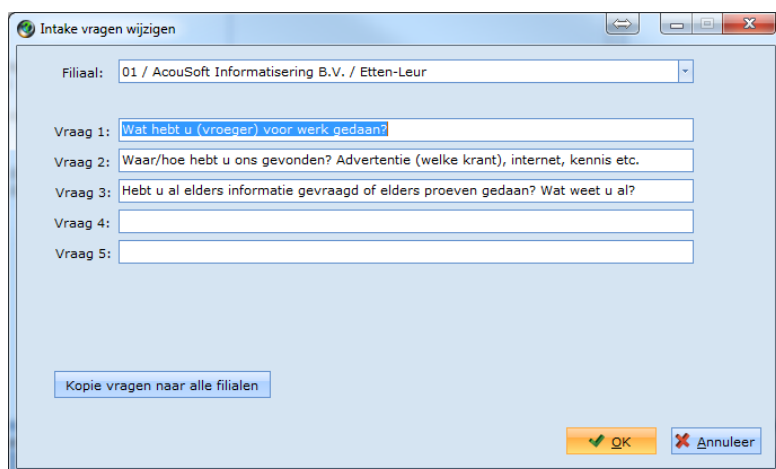 Intake vragen wijzigen
Filiaal: 01 / AcouSoft Informatisering B.V. / Etten-Leur
Vraag 1: Wat hebt u (vroeger) voor werk gedaan?
Vraag 2: Waar/hoe hebt u ons gevonden? Advertentie (welke krant), internet, kennis etc.
Vraag 3: Hebt u al elders informatie gevraagd of elders proeven gedaan? Wat weet u al?
Vraag 4:
Vraag 5:
Kopie vragen naar alle filialen
OK Annuleer